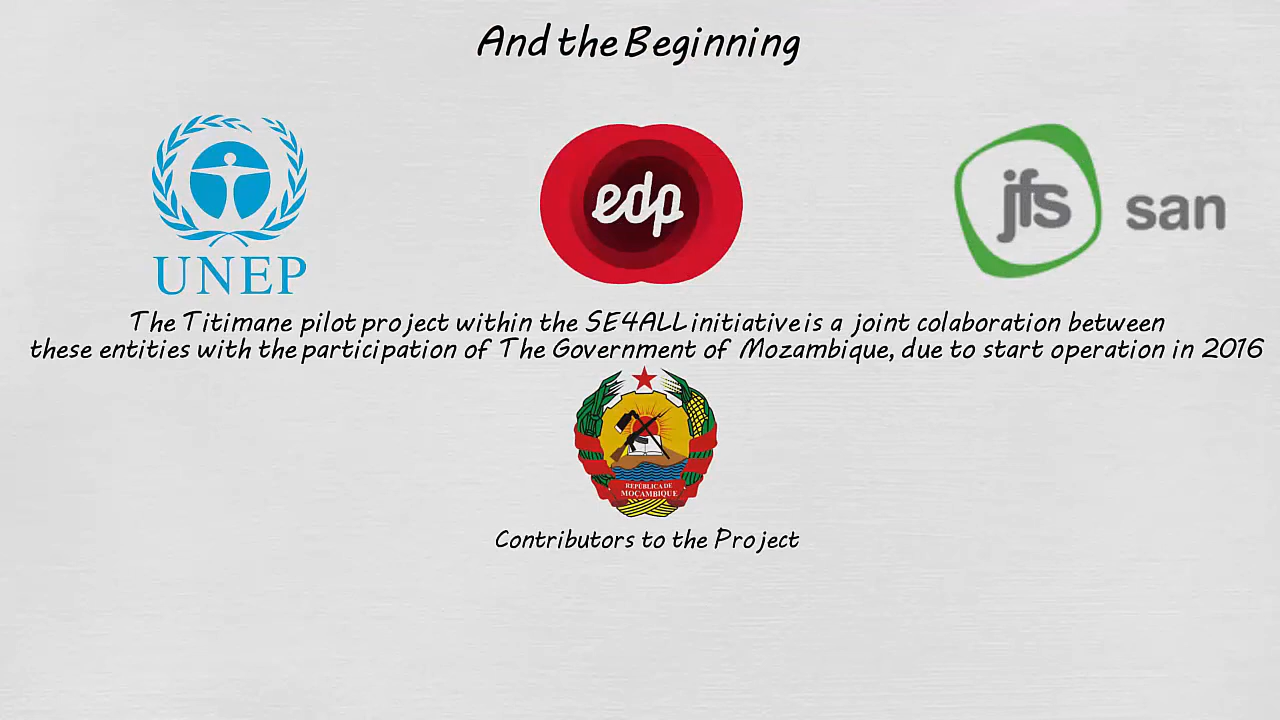 And the Beginning
UNEP
edp
jfs san
The Titimane pilot project within the SE4ALL initiative is a joint colaboration between
these entities with the participation of The Government of Mozambique, due to start operation in 2016
REPÚBLICA DE
MOÇAMBIQUE
Contributors to the Project